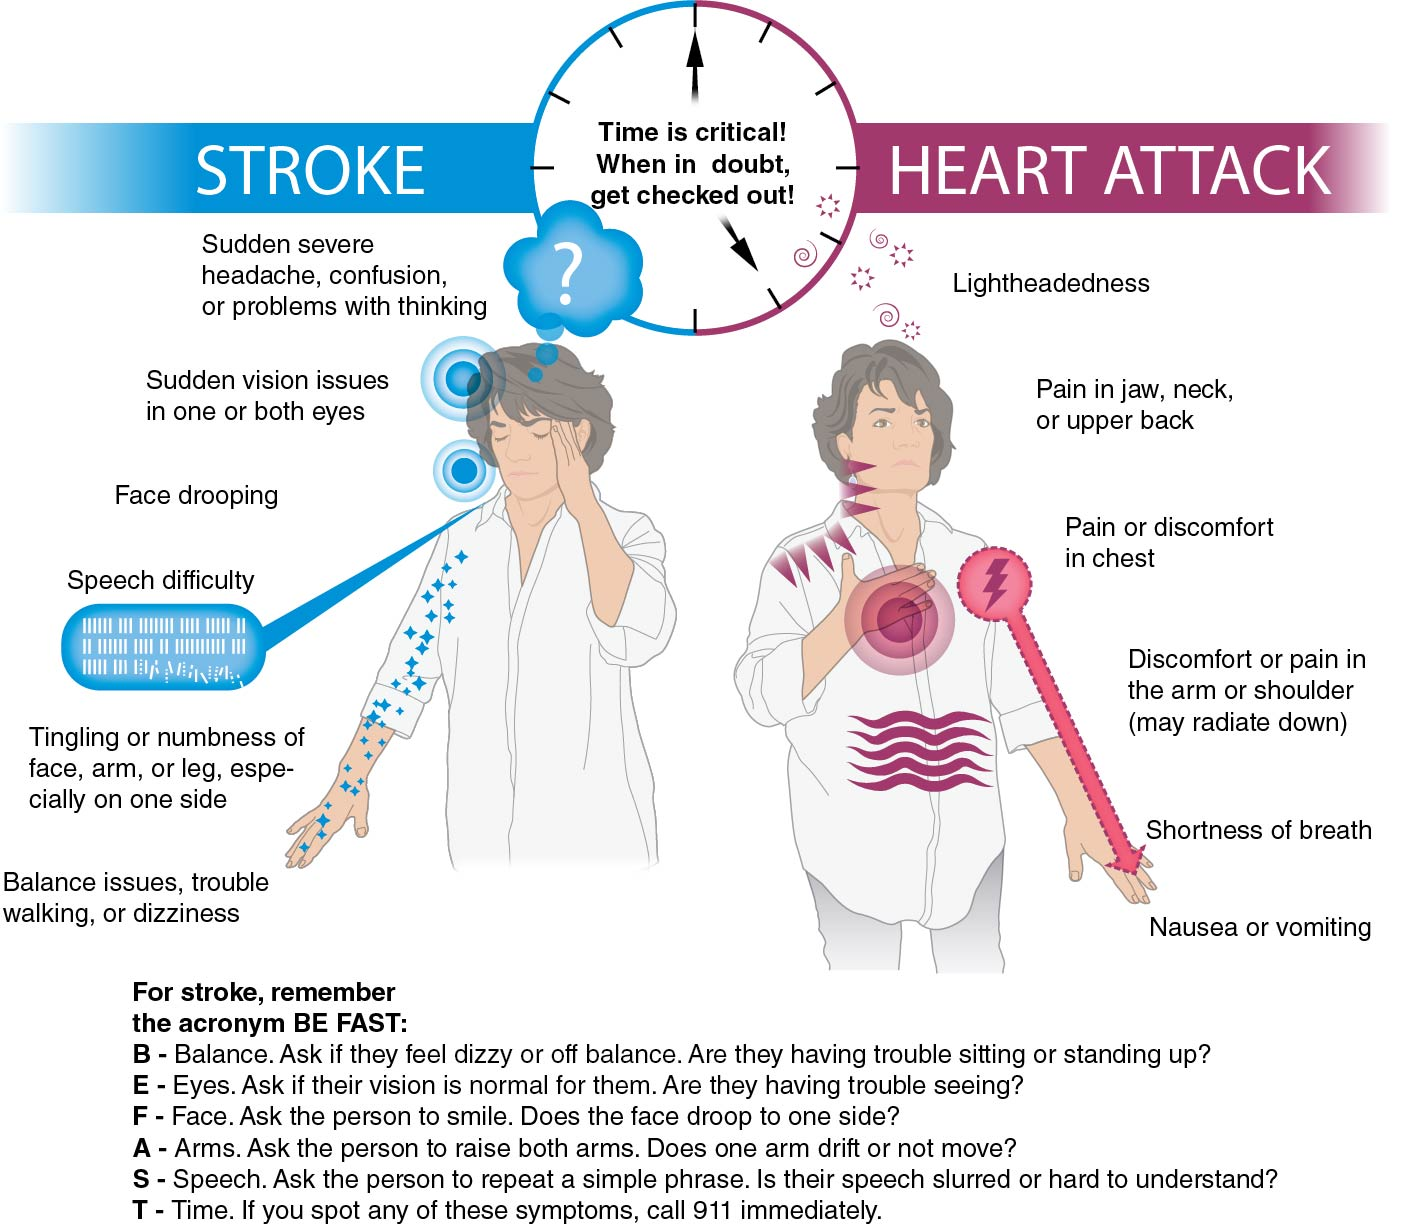 STROKE
Time is critical!
When in doubt,
get checked out!
HEART ATTACK
Sudden severe
headache, confusion,
or problems with thinking
?
Sudden vision issues
in one or both eyes
Face drooping
Speech difficulty
Tingling or numbness of
face, arm, or leg, espe-
cially on one side
Balance issues, trouble
walking, or dizziness
Lightheadedness
Pain in jaw, neck,
or upper back
Pain or discomfort
in chest
Discomfort or pain in
the arm or shoulder
(may radiate down)
Shortness of breath
Nausea or vomiting
For stroke, remember
the acronym BE FAST:
B - Balance. Ask if they feel dizzy or off balance. Are they having trouble sitting or standing up?
E - Eyes. Ask if their vision is normal for them. Are they having trouble seeing?
F - Face. Ask the person to smile. Does the face droop to one side?
A - Arms. Ask the person to raise both arms. Does one arm drift or not move?
S - Speech. Ask the person to repeat a simple phrase. Is their speech slurred or hard to understand?
T - Time. If you spot any of these symptoms, call 911 immediately.